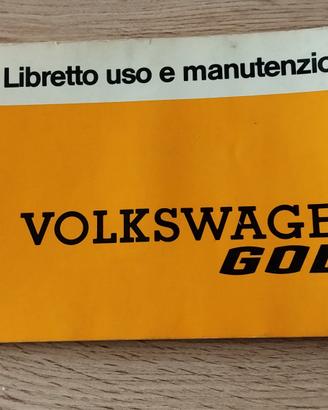 Libretto uso e manutenzio
VOLKSWAGE
GOL